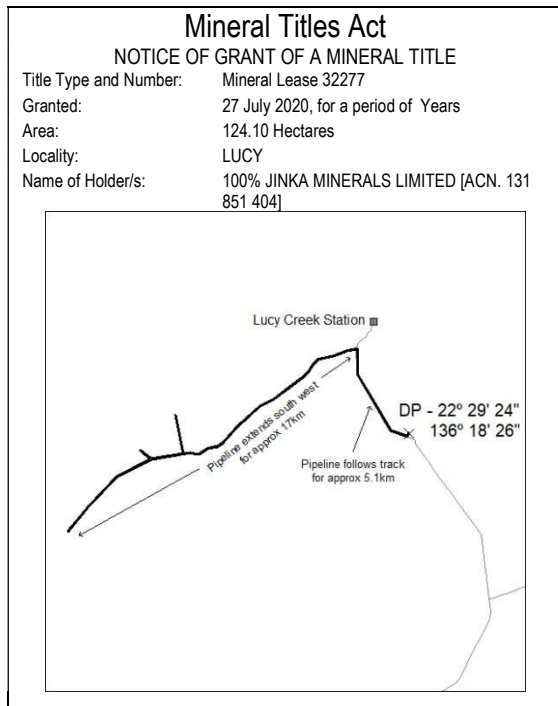 Mineral Titles Act
NOTICE OF GRANT OF A MINERAL TITLE
Title Type and Number: Mineral Lease 32277
Granted: 27 July 2020, for a period of Years
Area: 124.10 Hectares
Locality: LUCY
Name of Holder/s: 100% JINKA MINERALS LIMITED [ACN. 131
851 404]
Lucy Creek Station
Pipeline extends south west
for approx 17km
DP - 22° 29' 24"
136° 18' 26"
Pipeline follows track
for approx 5.1km